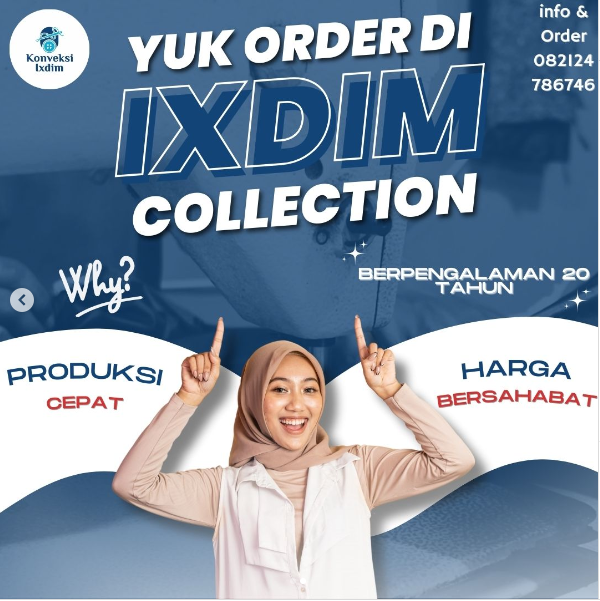 Konveksi
Ixdim
info &
Order
082124
786746
YUK ORDER DI
IXDIM
COLLECTION
Why?
BERPENGALAMAN 20
TAHUN
PRODUKSI
CEPAT
HARGA
BERSAHABAT